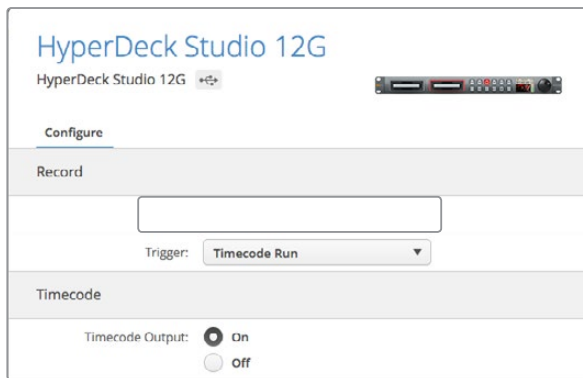 HyperDeck Studio 12G
HyperDeck Studio 12G
Configure
Record
Trigger: Timecode Run
Timecode
Timecode Output: On
Off